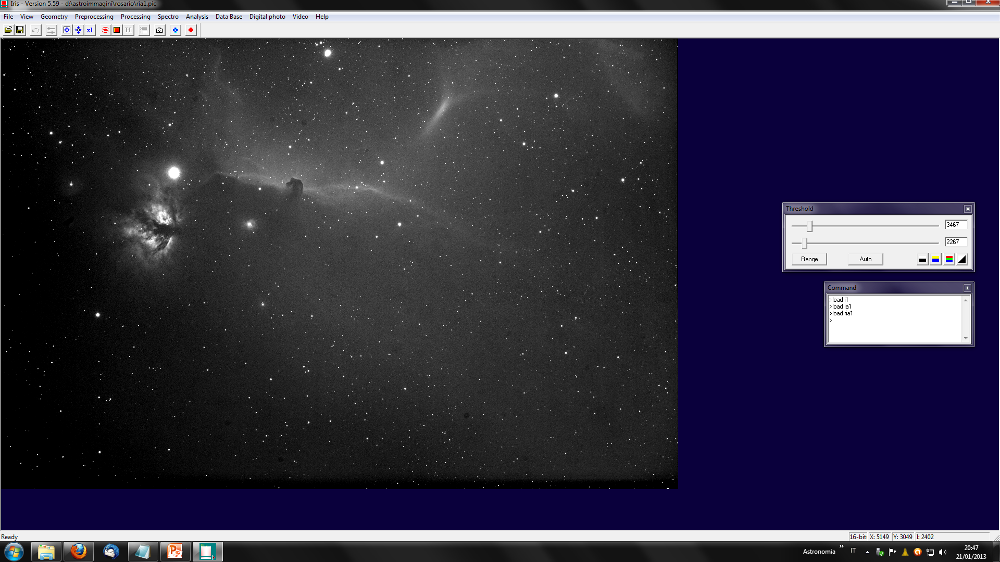 Iris - Version 5.59 - d:\astroimmagini\rosario\ria1.pic
File View Geometry Preprocessing Processing Spectro Analysis Data Base Digital photo Video Help
x1 H
Threshold
3467
2267
Range Auto
Command
>load i1
>load ia1
>load ria1
>
Ready 16-bit: X: 5149 Y: 3049 I: 2402
IRIS
Astronomia » IT 20:47
21/01/2013